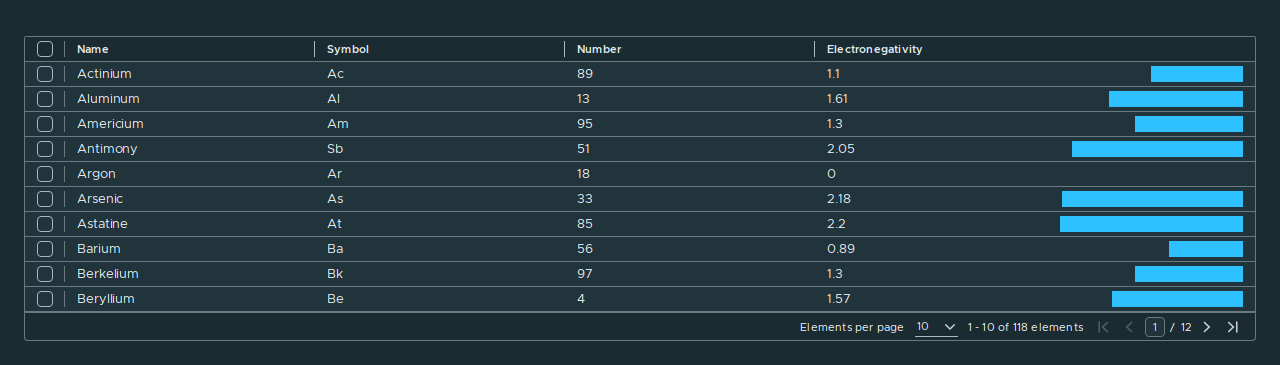 Name Symbol Number Electronegativity
Actinium Ac 89 1.1
Aluminum Al 13 1.61
Americium Am 95 1.3
Antimony Sb 51 2.05
Argon Ar 18 0
Arsenic As 33 2.18
Astatine At 85 2.2
Barium Ba 56 0.89
Berkelium Bk 97 1.3
Beryllium Be 4 1.57
Elements per page 10 1 - 10 of 118 elements 1 / 12